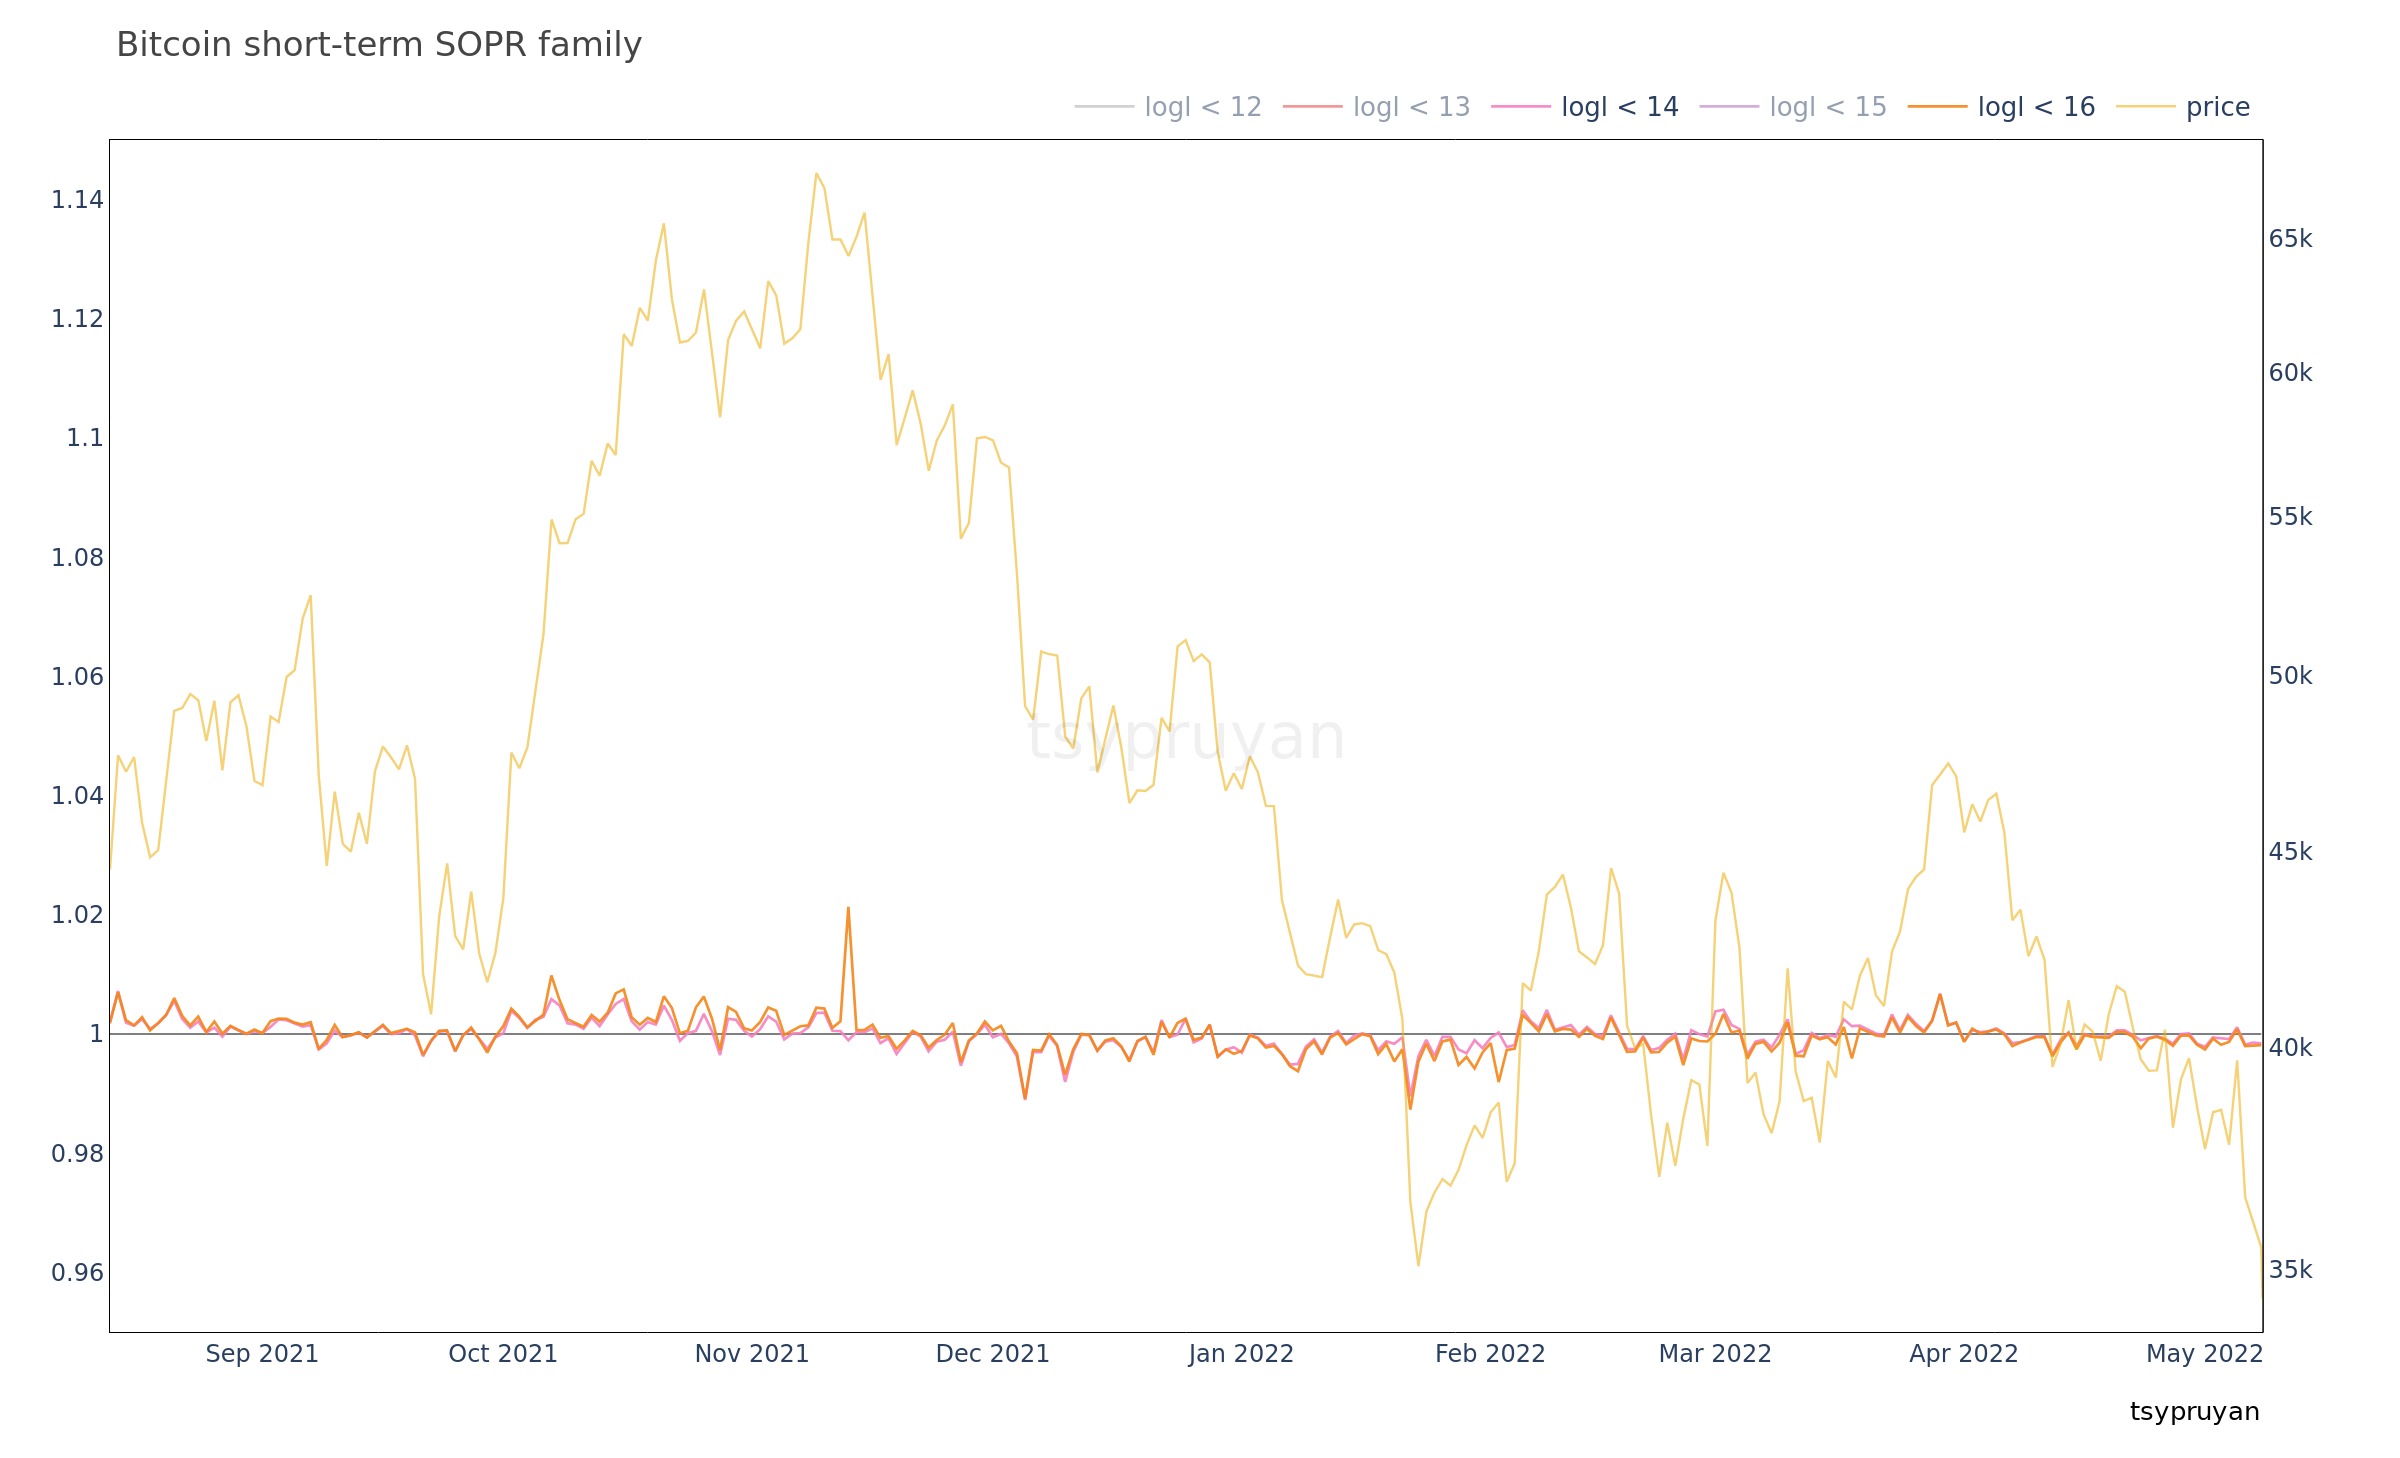 Bitcoin short-term SOPR family
logl < 12 logl < 13 logl < 14 logl < 15 logl < 16 price
1.14
1.12
1.1
1.08
1.06
1.04
1.02
1
0.98
0.96
65k
60k
55k
50k
45k
40k
35k
tsypruyan
Sep 2021 Oct 2021 Nov 2021 Dec 2021 Jan 2022 Feb 2022 Mar 2022 Apr 2022 May 2022
tsypruyan